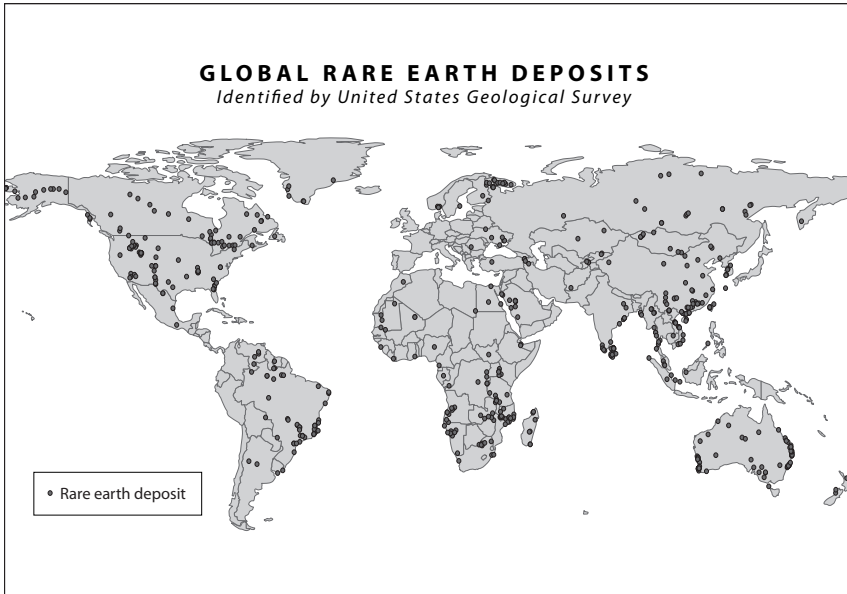 GLOBAL RARE EARTH DEPOSITS
Identified by United States Geological Survey
Rare earth deposit